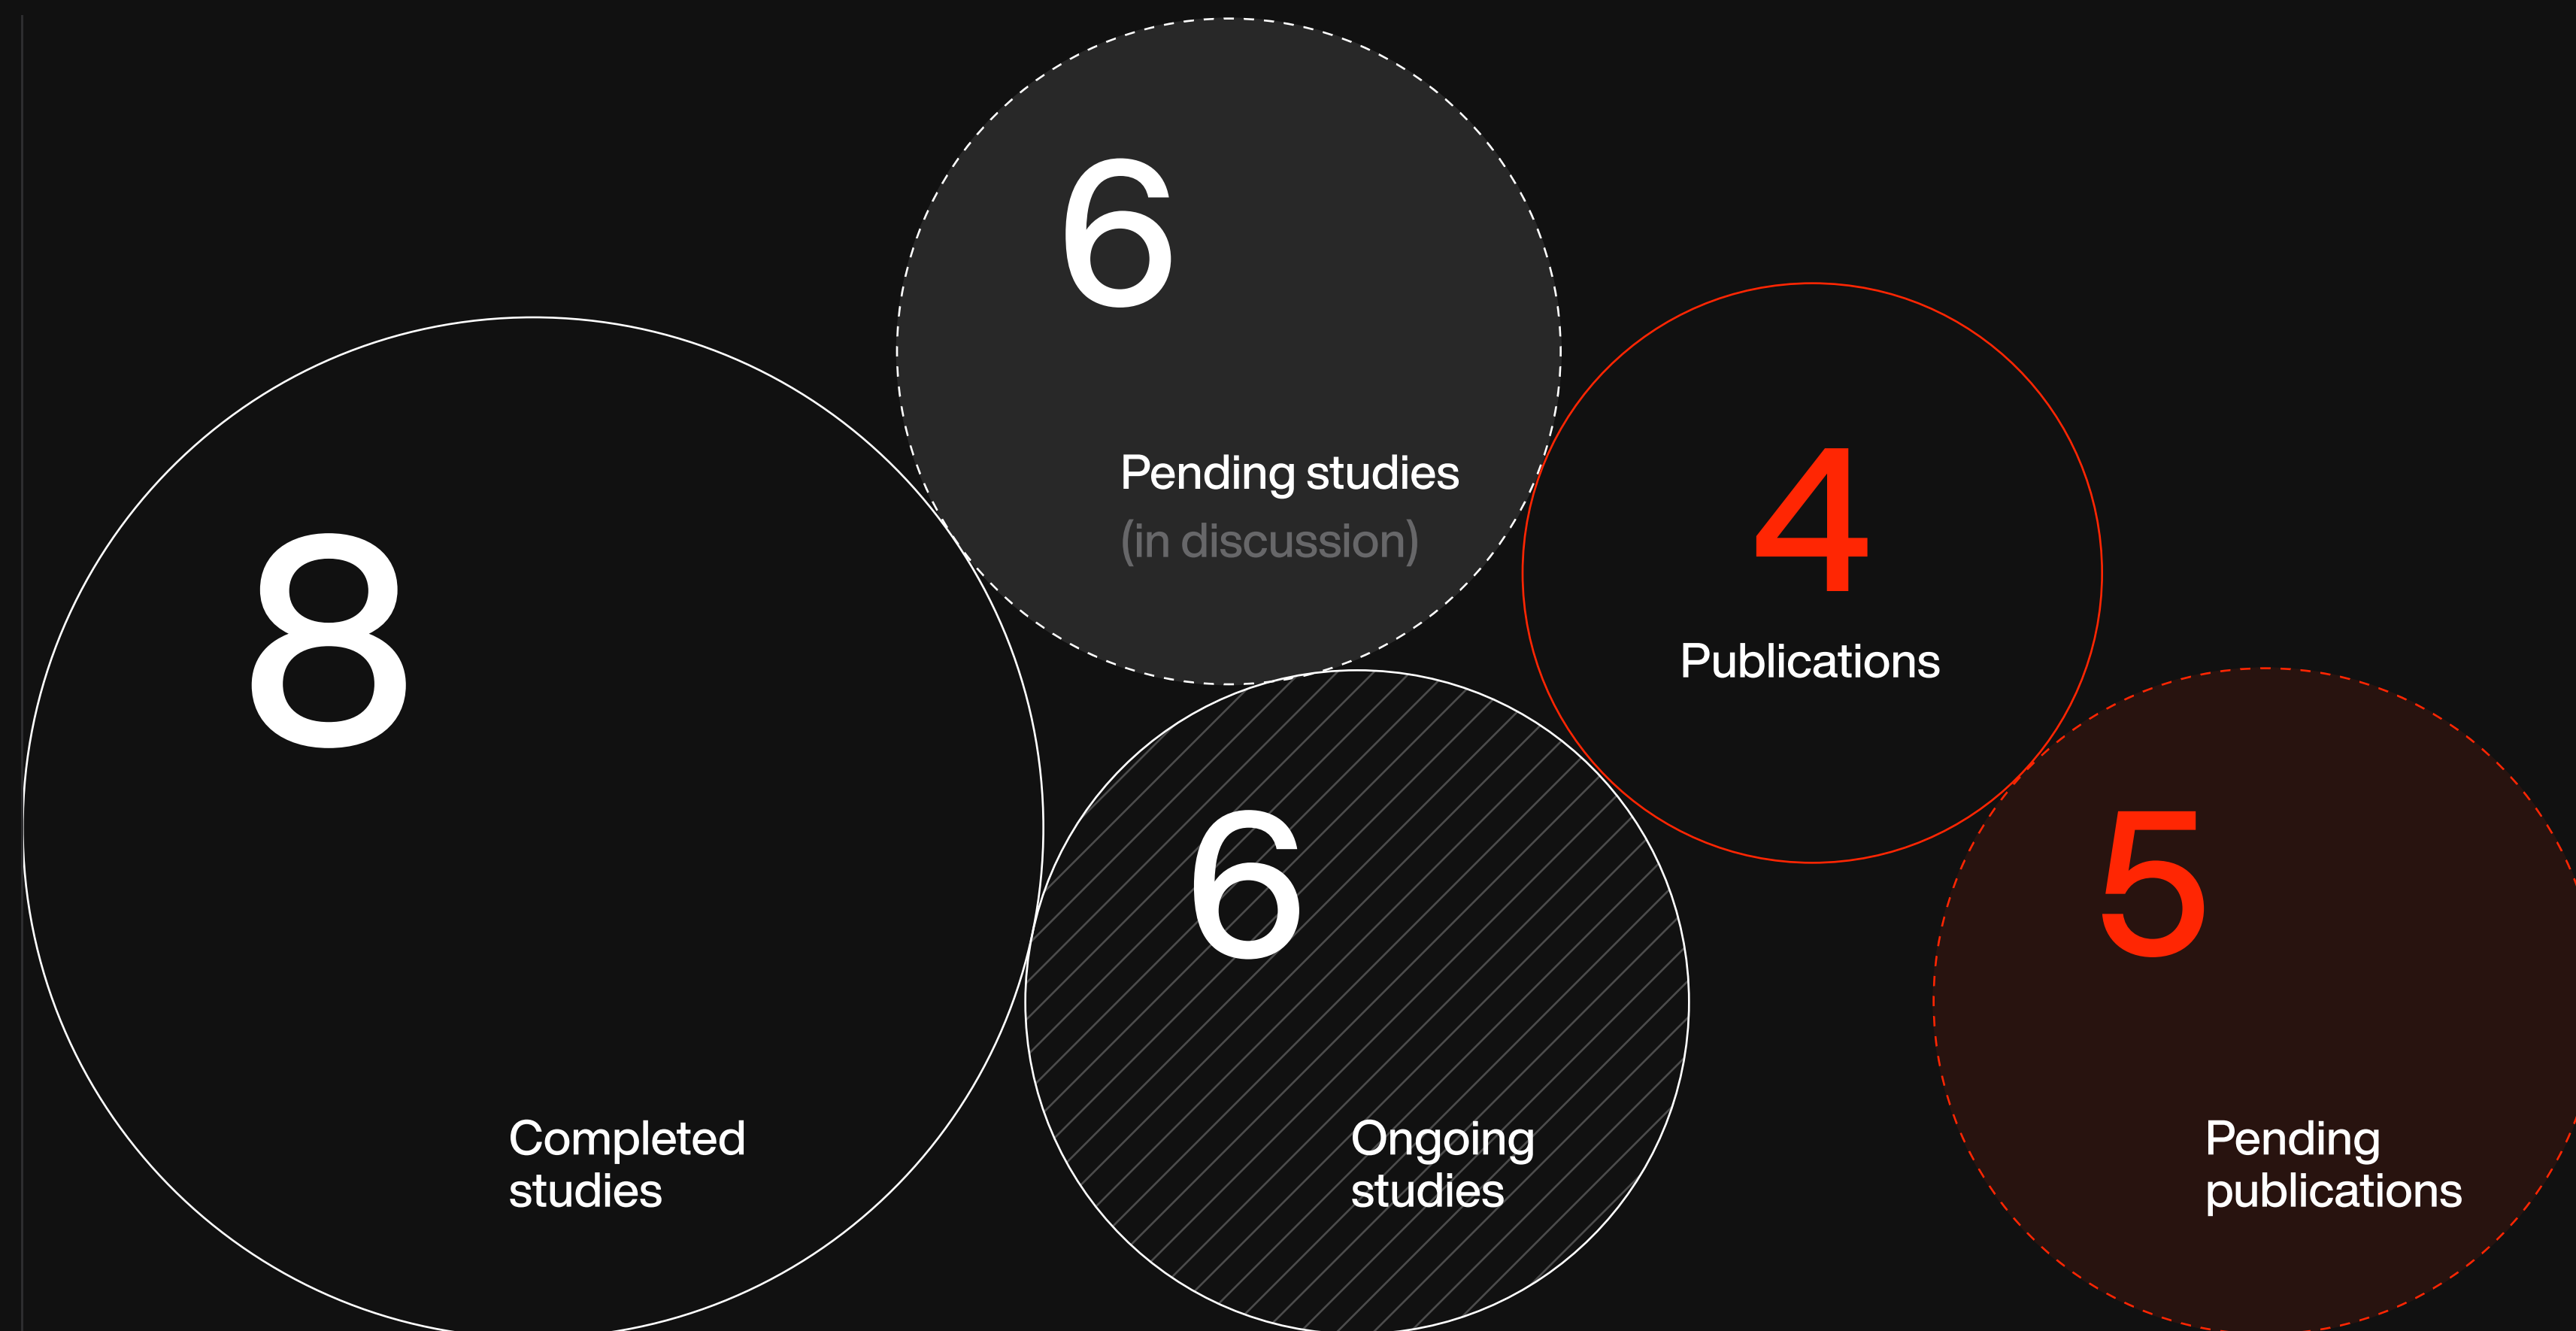 6
Pending studies
(in discussion)
4
Publications
8
Completed
studies
6
Ongoing
studies
5
Pending
publications